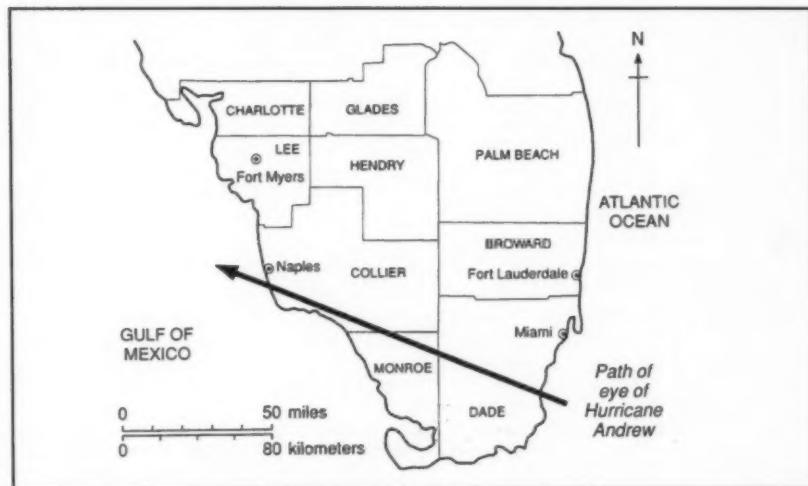 N
CHARLOTTE
GLADES
LEE
Fort Myers
HENDRY
PALM BEACH
ATLANTIC
OCEAN
BROWARD
Fort Lauderdale
Naples
COLLIER
GULF OF
MEXICO
Miami
MONROE
DADE
Path of
eye of
Hurricane
Andrew
0 50 miles
0 80 kilometers